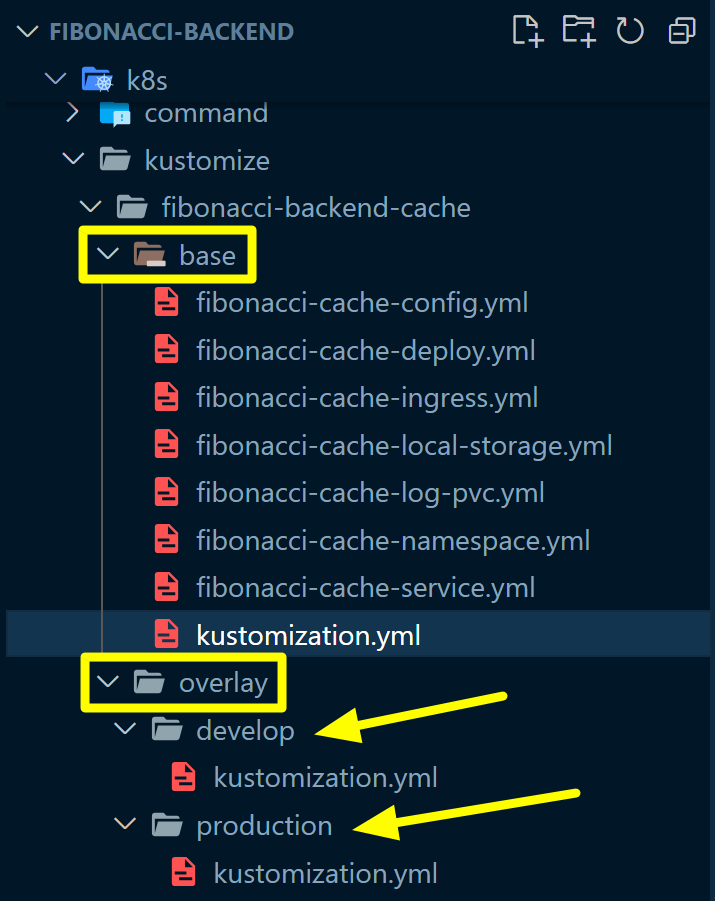 FIBONACCI-BACKEND
k8s
command
kustomize
fibonacci-backend-cache
base
fibonacci-cache-config.yml
fibonacci-cache-deploy.yml
fibonacci-cache-ingress.yml
fibonacci-cache-local-storage.yml
fibonacci-cache-log-pvc.yml
fibonacci-cache-namespace.yml
fibonacci-cache-service.yml
kustomization.yml
overlay
develop
kustomization.yml
production
kustomization.yml